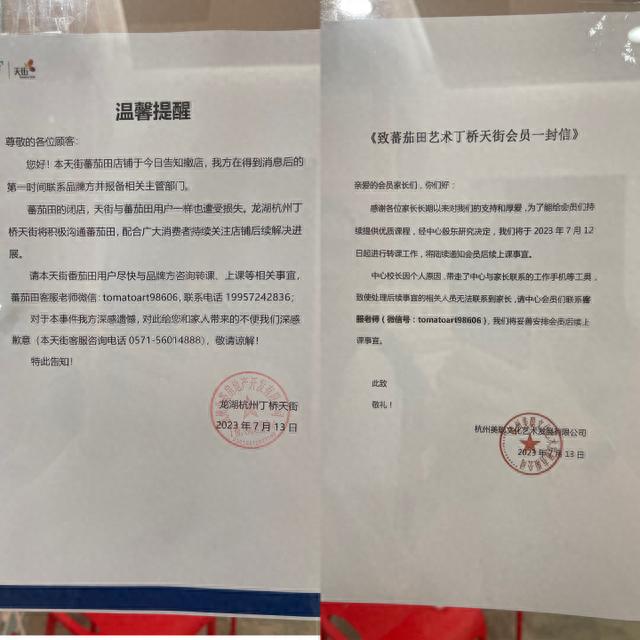 天街
温馨提醒
尊敬的各位顾客：
您好！本天街蕃茄田店铺于今日告知撤店，我方在得到消息后的
第一时间联系品牌方并报备相关主管部门。
蕃茄田的闭店，天街与蕃茄田用户一样也遭受损失。龙湖杭州丁
桥天街将积极沟通蕃茄田，配合广大消费者持续关注店铺后续解决进
展。
请本天街蕃茄田用户尽快与品牌方咨询转课、上课等相关事宜，
蕃茄田客服老师微信：tomatoart98606, 联系电话 19957242836；
对于本事件我方深感遗憾，对此给您和家人带来的不便我们深感
歉意（本天街客服咨询电话 0571-56014888），敬请谅解！
特此告知！
龙湖杭州丁桥天街
2023 年 7 月 13 日
《致蕃茄田艺术丁桥天街会员一封信》
亲爱的会员家长们，你们好：
感谢各位家长长期以来对我们的支持和厚爱，为了能给会员们持
续提供优质课程，经中心股东研究决定，我们将于 2023 年 7 月 12
日起进行转课工作，将陆续通知会员后续上课事宜。
中心校长因个人原因，带走了中心与家长联系的工作手机等工具，
致使处理后续事宜的相关人员无法联系到家长，请中心会员们联系客
服老师（微信号：tomatoart98606），我们将妥善安排会员后续上
课事宜。
此致
敬礼！
文化艺术发展有限公司
2023 年 7 月 13 日